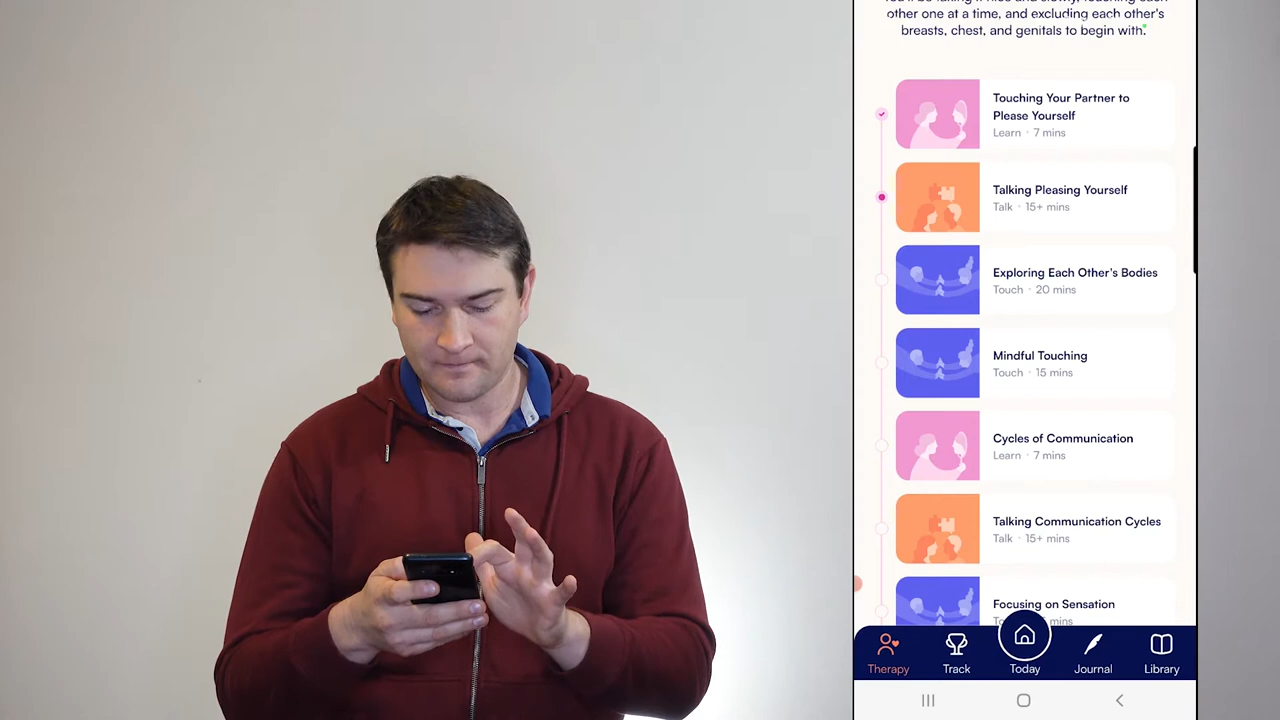 other one at a time, and excluding each other's
breasts, chest, and genitals to begin with.
Touching Your Partner to
Please Yourself
Learn · 7 mins
Talking Pleasing Yourself
Talk · 15+ mins
Exploring Each Other's Bodies
Touch · 20 mins
Mindful Touching
Touch · 15 mins
Cycles of Communication
Learn · 7 mins
Talking Communication Cycles
Talk · 15+ mins
Focusing on Sensation
mins
Therapy
Track
Today
Journal
Library